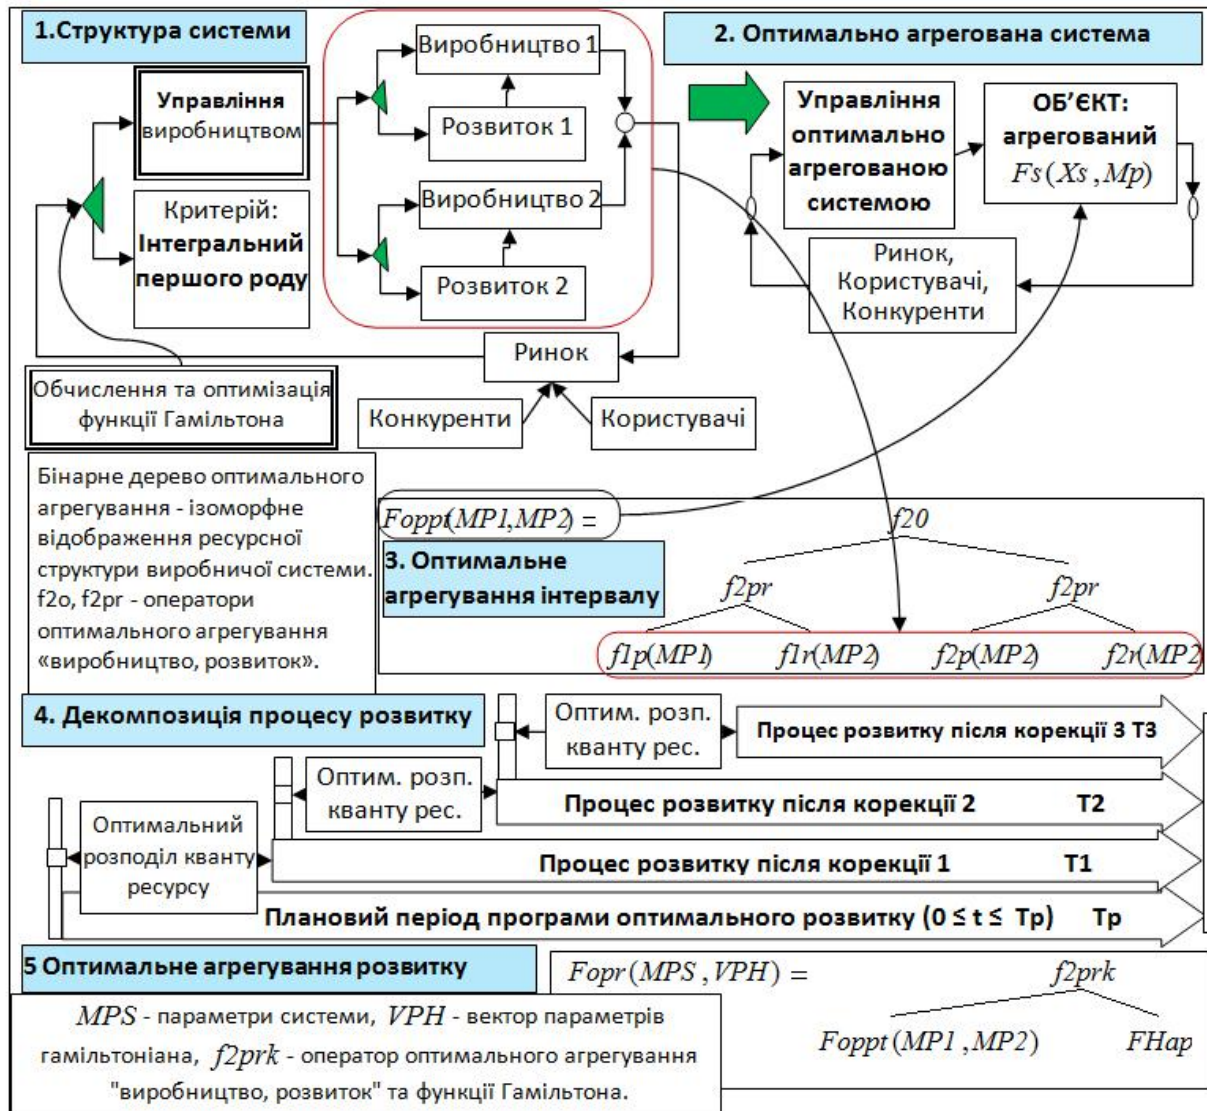 1.Структура системи
Управління
виробництвом
Критерій:
Інтегральний
першого роду
Виробництво 1
Розвиток 1
Виробництво 2
Розвиток 2
Ринок
Конкуренти
Користувачі
Обчислення та оптимізація
функції Гамільтона
2. Оптимально агрегована система
Управління
оптимально
агрегованою
системою
ОБ’ЄКТ:
агрегований
Fs(Xs,Mp)
Ринок,
Користувачі,
Конкуренти
Бінарне дерево оптимального
агрегування - ізоморфне
відображення ресурсної
структури виробничої системи.
f2o, f2pr - оператори
оптимального агрегування
«виробництво, розвиток».
Foppt(MP1,MP2) =
3. Оптимальне
агрегування інтервалу
f20
f2pr f2pr
f1p(MP1) f1r(MP2) f2p(MP2) f2r(MP2
4. Декомпозиція процесу розвитку
Оптим. розп.
кванту рес.
Процес розвитку після корекції 3 Т3
Оптим. розп.
кванту рес.
Процес розвитку після корекції 2 Т2
Оптимальний
розподіл кванту
ресурсу
Процес розвитку після корекції 1 Т1
Плановий період програми оптимального розвитку (0 ≤ t ≤ Tp) Tp
5 Оптимальне агрегування розвитку
MPS - параметри системи, VPH - вектор параметрів
гамільтоніана, f2prk - оператор оптимального агрегування
"виробництво, розвиток" та функції Гамільтона.
Fopr(MPS,VPH) = f2prk
Foppt(MP1,MP2) FHap